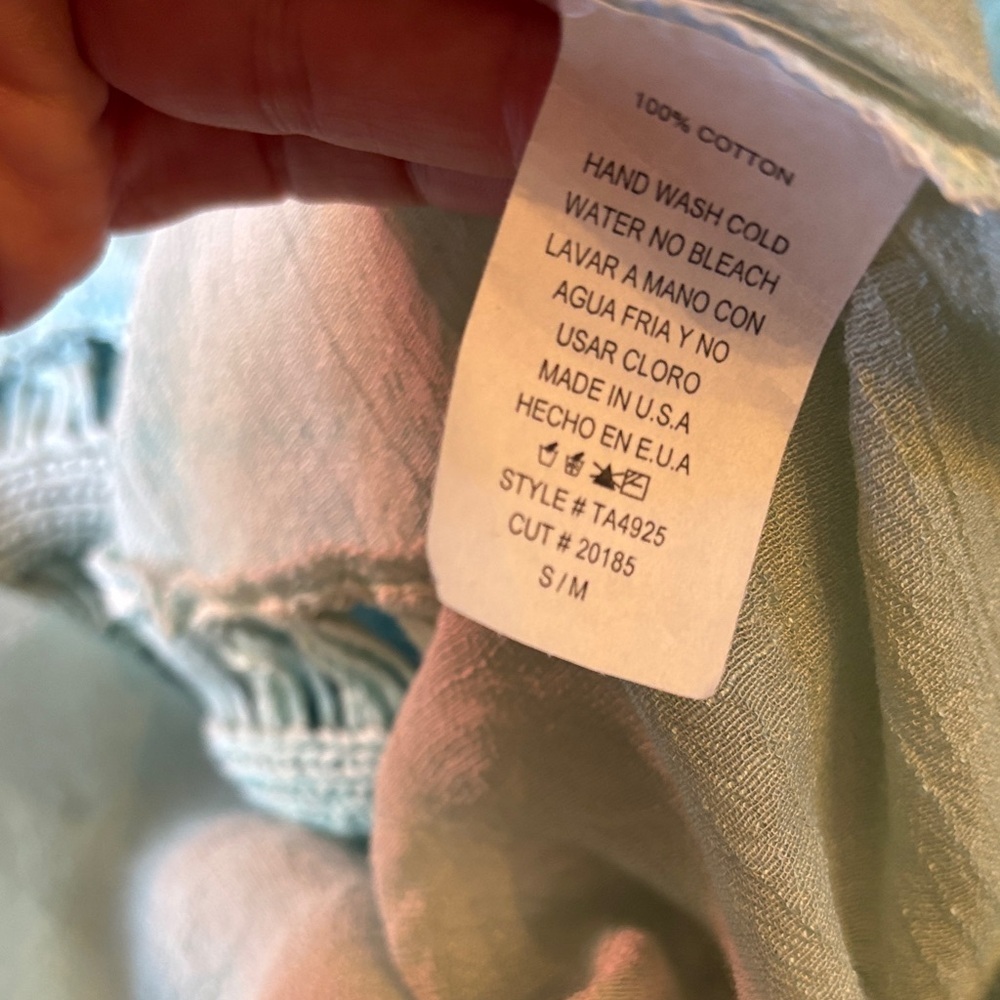 100% COTTON
HAND WASH COLD
WATER NO BLEACH
LAVAR A MANO CON
AGUA FRIA Y NO
USAR CLORO
MADE IN U.S.A
HECHO EN E.U.A
STYLE # TA4925
CUT # 20185
S / M